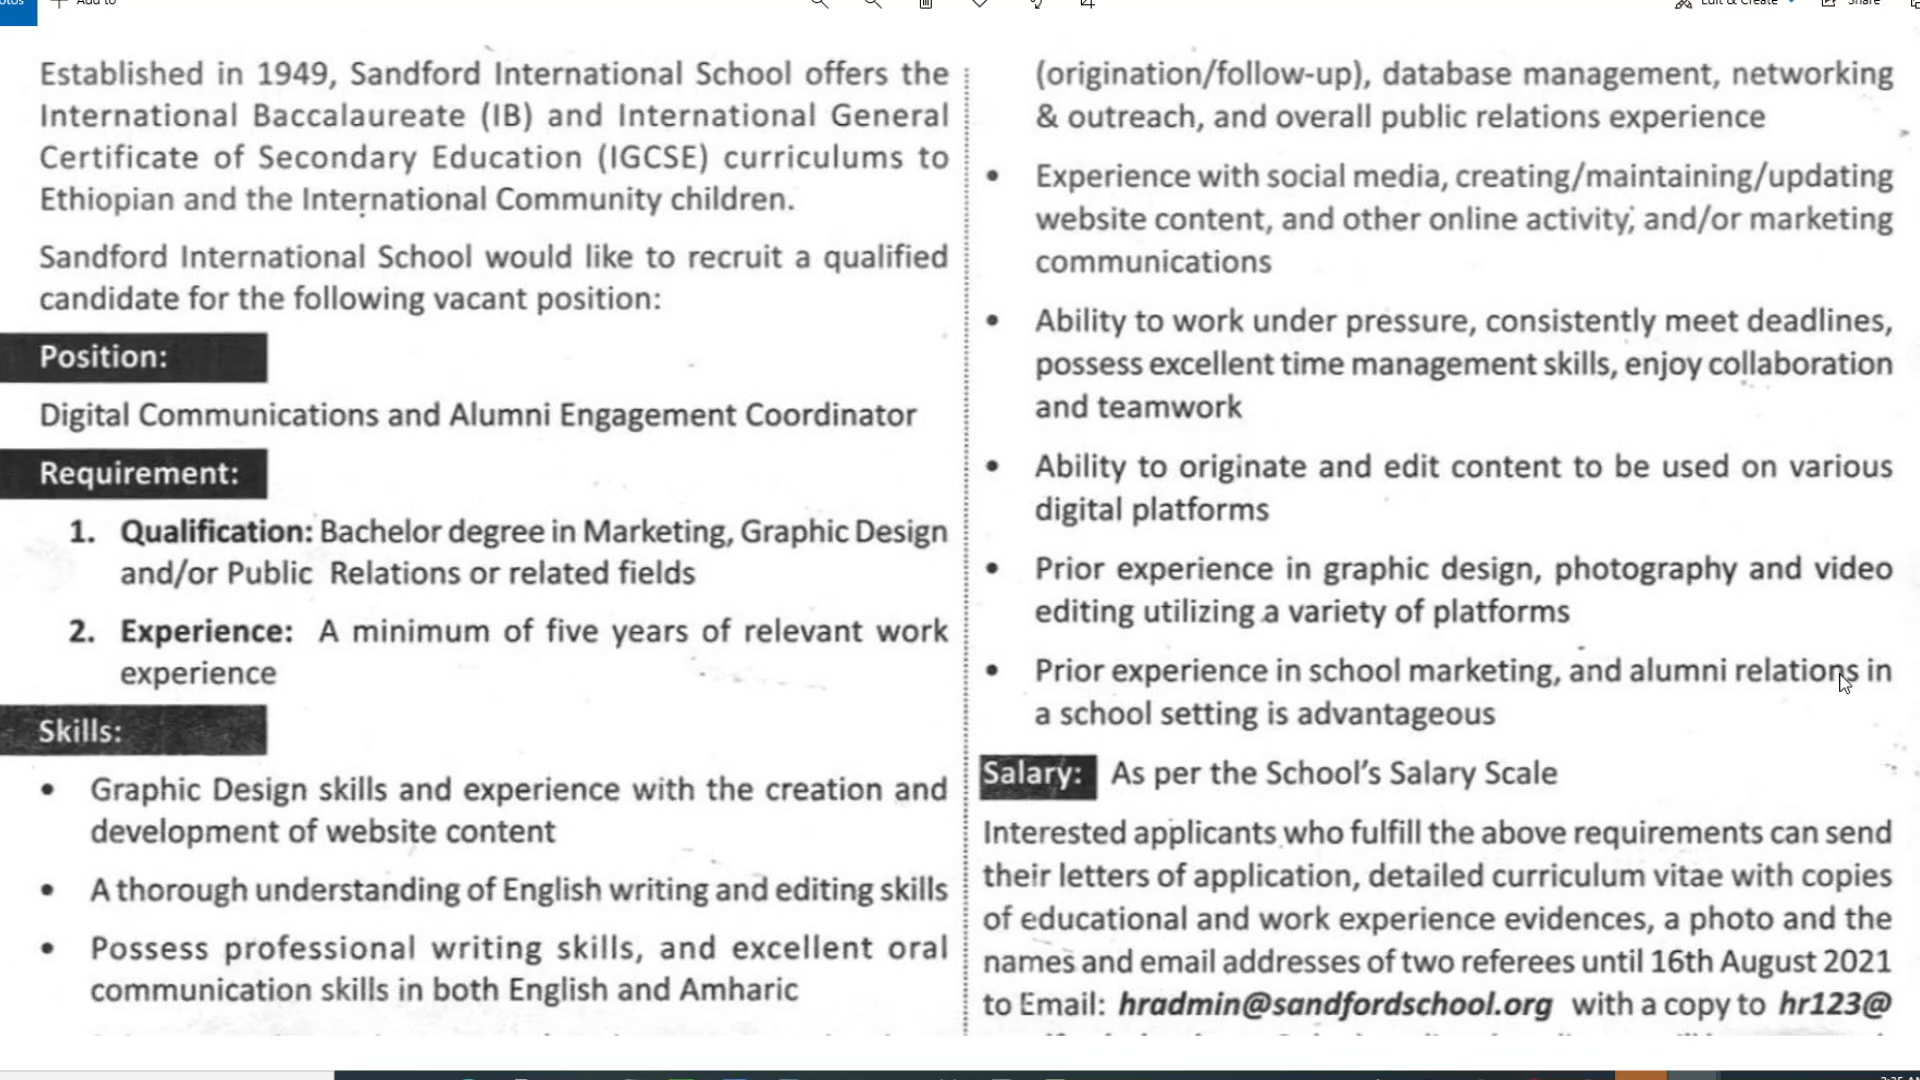 Add to
Edit & Create
Share
Established in 1949, Sandford International School offers the
International Baccalaureate (IB) and International General
Certificate of Secondary Education (IGCSE) curriculums to
Ethiopian and the International Community children.
Sandford International School would like to recruit a qualified
candidate for the following vacant position:
Position:
Digital Communications and Alumni Engagement Coordinator
Requirement:
1. Qualification: Bachelor degree in Marketing, Graphic Design
and/or Public Relations or related fields
2. Experience: A minimum of five years of relevant work
experience
Skills:
• Graphic Design skills and experience with the creation and
development of website content
• A thorough understanding of English writing and editing skills
• Possess professional writing skills, and excellent oral
communication skills in both English and Amharic
(origination/follow-up), database management, networking
& outreach, and overall public relations experience
• Experience with social media, creating/maintaining/updating
website content, and other online activity, and/or marketing
communications
• Ability to work under pressure, consistently meet deadlines,
possess excellent time management skills, enjoy collaboration
and teamwork
• Ability to originate and edit content to be used on various
digital platforms
• Prior experience in graphic design, photography and video
editing utilizing a variety of platforms
• Prior experience in school marketing, and alumni relations in
a school setting is advantageous
Salary: As per the School's Salary Scale
Interested applicants who fulfill the above requirements can send
their letters of application, detailed curriculum vitae with copies
of educational and work experience evidences, a photo and the
names and email addresses of two referees until 16th August 2021
to Email: hradmin@sandfordschool.org with a copy to hr123@